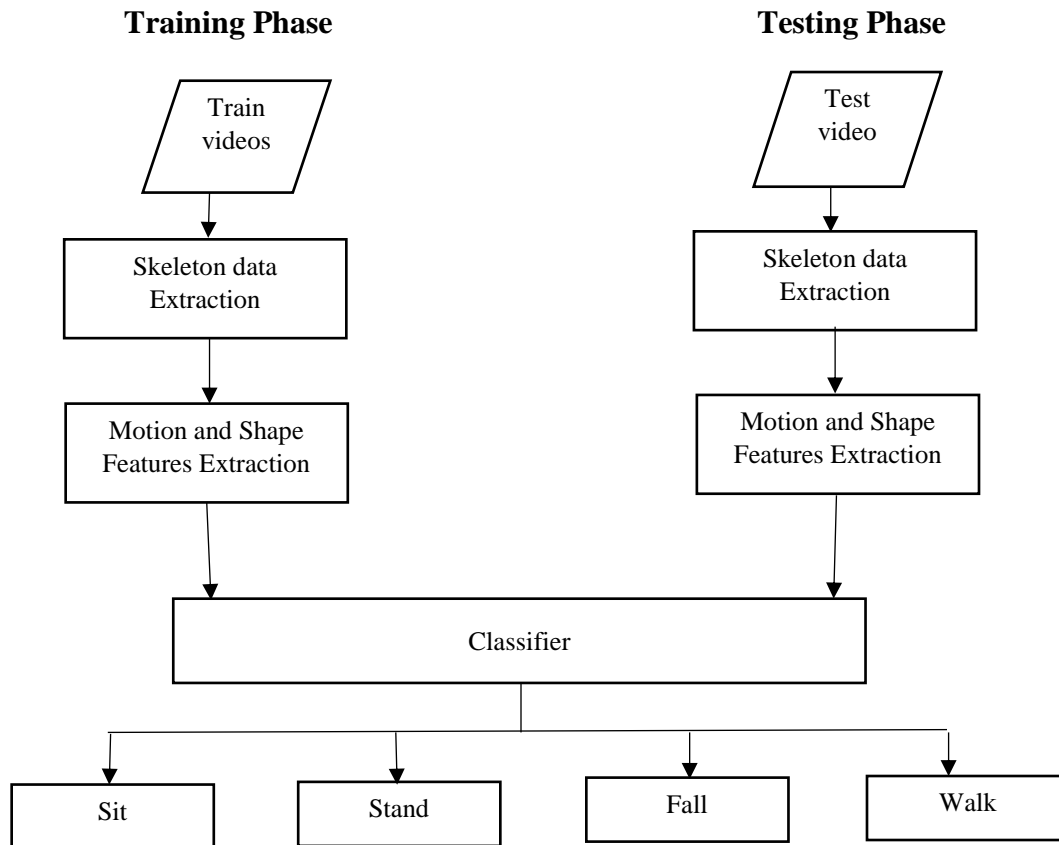 Training Phase
Testing Phase
Train
videos
Test
video
Skeleton data
Extraction
Skeleton data
Extraction
Motion and Shape
Features Extraction
Motion and Shape
Features Extraction
Classifier
Sit
Stand
Fall
Walk